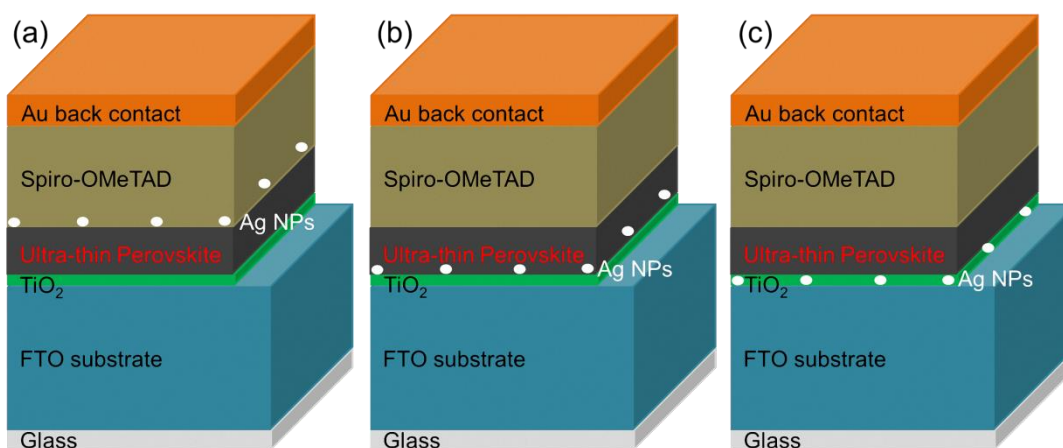 (a)
Au back contact
Spiro-OMeTAD
Ag NPs
Ultra-thin Perovskite
TiO₂
FTO substrate
Glass
(b)
Au back contact
Spiro-OMeTAD
Ultra-thin Perovskite
Ag NPs
TiO₂
FTO substrate
Glass
(c)
Au back contact
Spiro-OMeTAD
Ultra-thin Perovskite
TiO₂
Ag NPs
FTO substrate
Glass